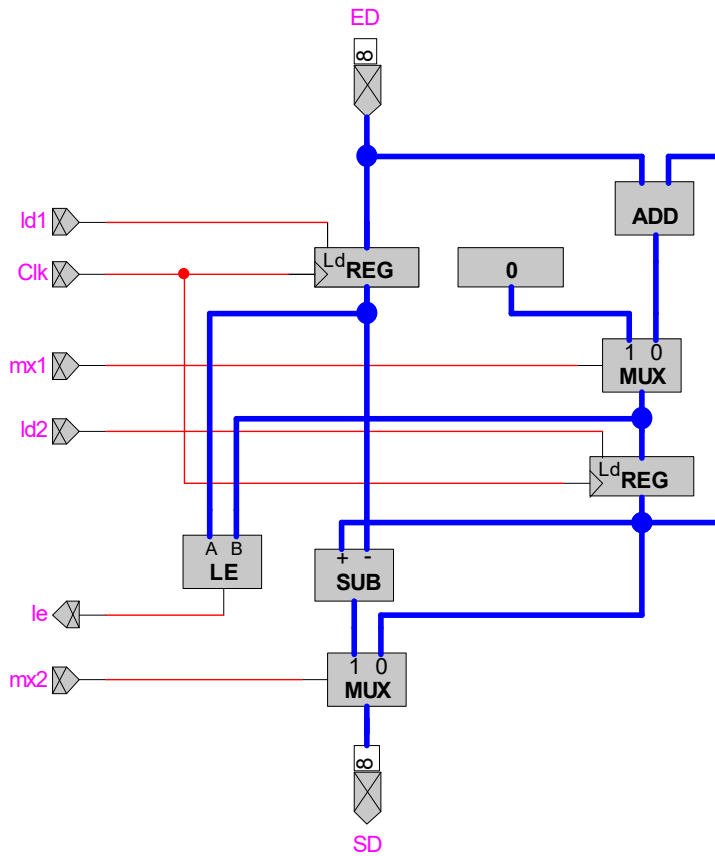 ED
8
ADD
ld1
Ld
REG
Clk
0
1 0
MUX
mx1
ld2
Ld
REG
A B
LE
+ -
SUB
le
1 0
MUX
mx2
8
SD